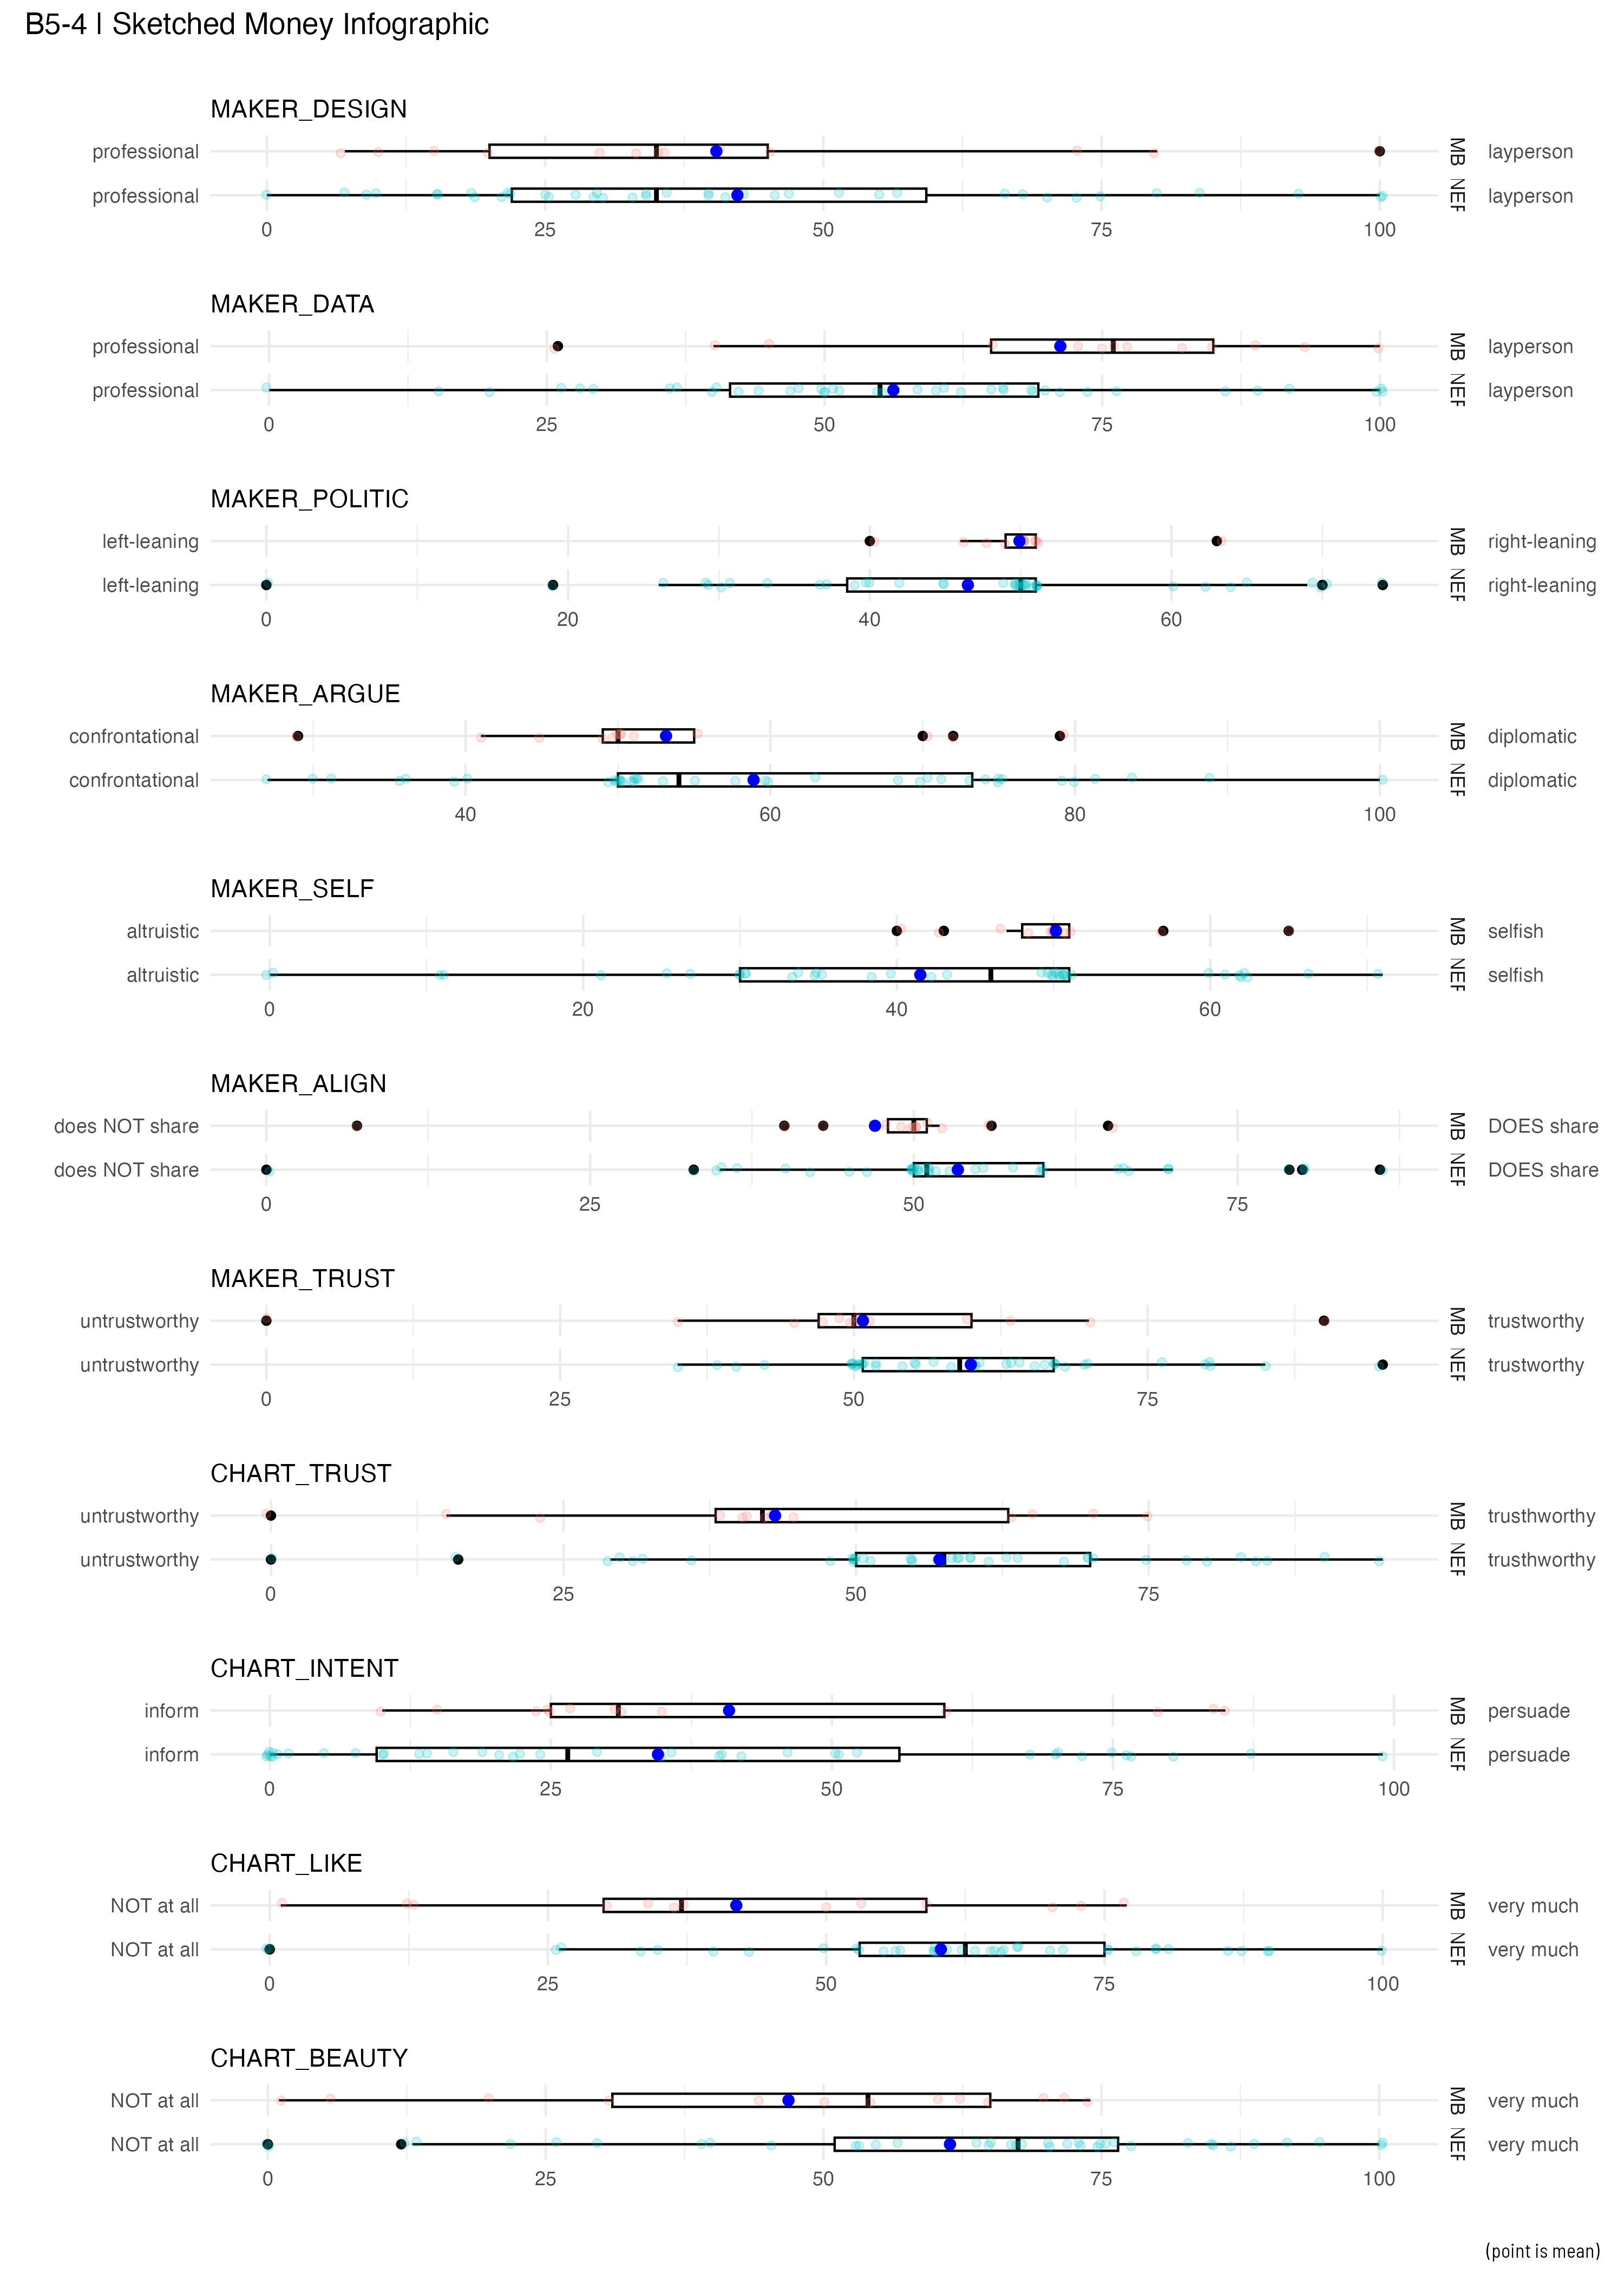 B5-4 | Sketched Money Infographic
MAKER_DESIGN
professional MB layperson
professional NEF layperson
0 25 50 75 100
MAKER_DATA
professional MB layperson
professional NEF layperson
0 25 50 75 100
MAKER_POLITIC
left-leaning MB right-leaning
left-leaning NEF right-leaning
0 20 40 60
MAKER_ARGUE
confrontational MB diplomatic
confrontational NEF diplomatic
40 60 80 100
MAKER_SELF
altruistic MB selfish
altruistic NEF selfish
0 20 40 60
MAKER_ALIGN
does NOT share MB DOES share
does NOT share NEF DOES share
0 25 50 75
MAKER_TRUST
untrustworthy MB trustworthy
untrustworthy NEF trustworthy
0 25 50 75
CHART_TRUST
untrustworthy MB trusthworthy
untrustworthy NEF trusthworthy
0 25 50 75
CHART_INTENT
inform MB persuade
inform NEF persuade
0 25 50 75 100
CHART_LIKE
NOT at all MB very much
NOT at all NEF very much
0 25 50 75 100
CHART_BEAUTY
NOT at all MB very much
NOT at all NEF very much
0 25 50 75 100
(point is mean)